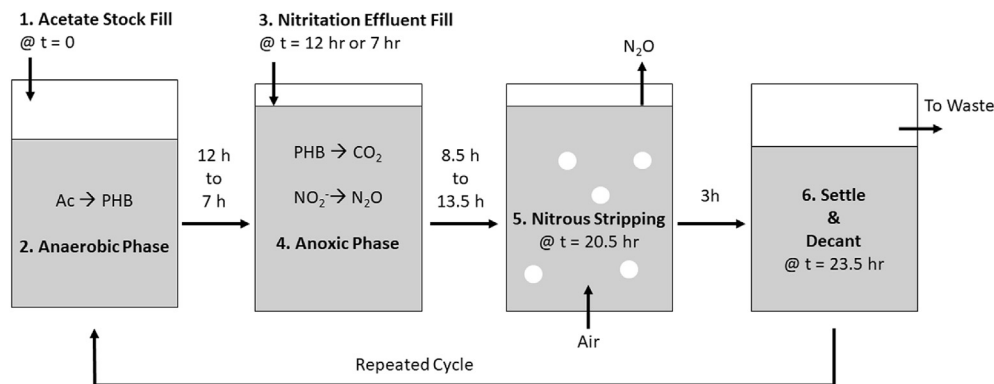 1. Acetate Stock Fill
@ t = 0
Ac → PHB
2. Anaerobic Phase
12 h
to
7 h
3. Nitritation Effluent Fill
@ t = 12 hr or 7 hr
PHB → CO₂
NO₂⁻→ N₂O
4. Anoxic Phase
8.5 h
to
13.5 h
N₂O
5. Nitrous Stripping
@ t = 20.5 hr
Air
3h
To Waste
6. Settle
&
Decant
@ t = 23.5 hr
Repeated Cycle